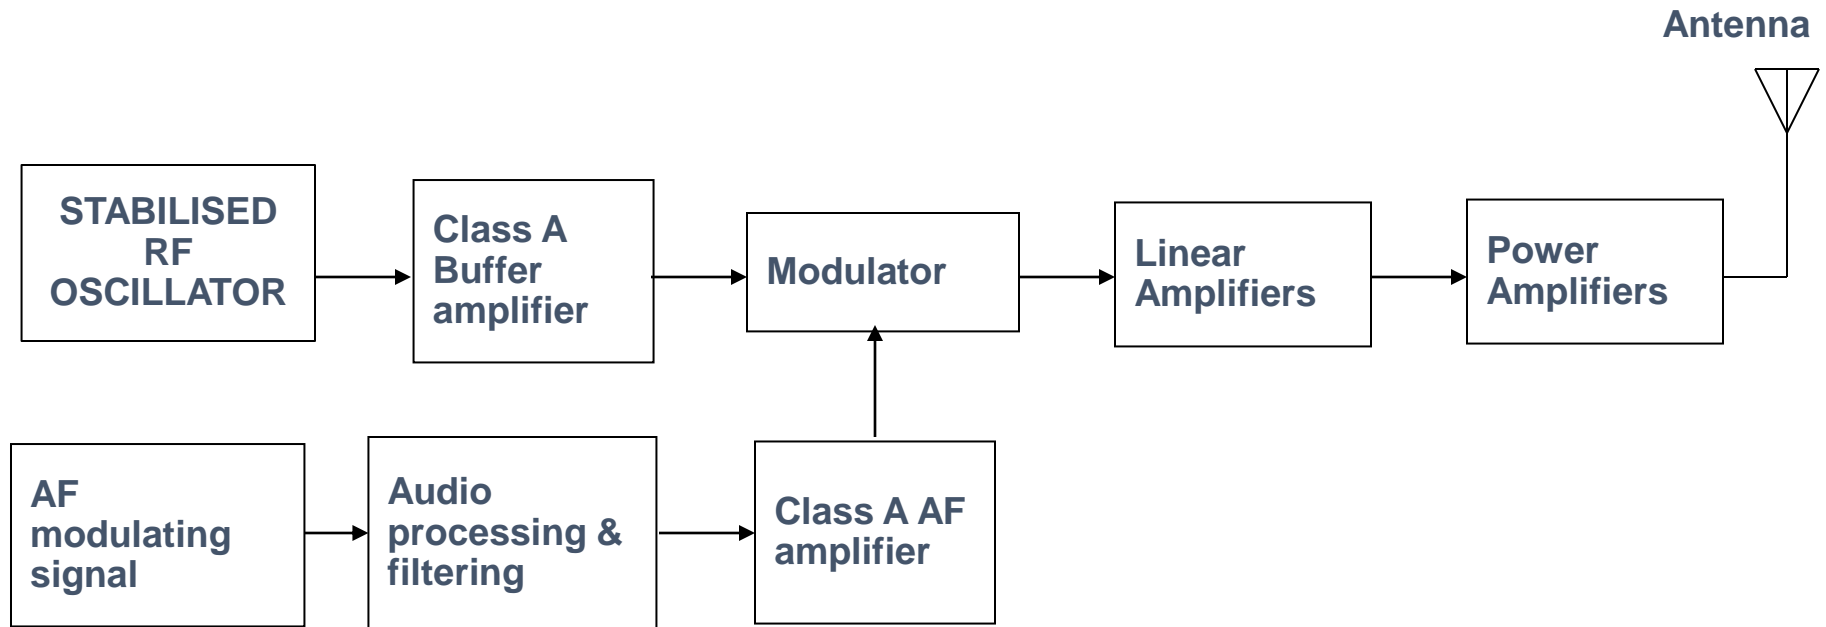 Antenna
STABILISED
RF
OSCILLATOR
Class A
Buffer
amplifier
Modulator
Linear
Amplifiers
Power
Amplifiers
AF
modulating
signal
Audio
processing &
filtering
Class A AF
amplifier